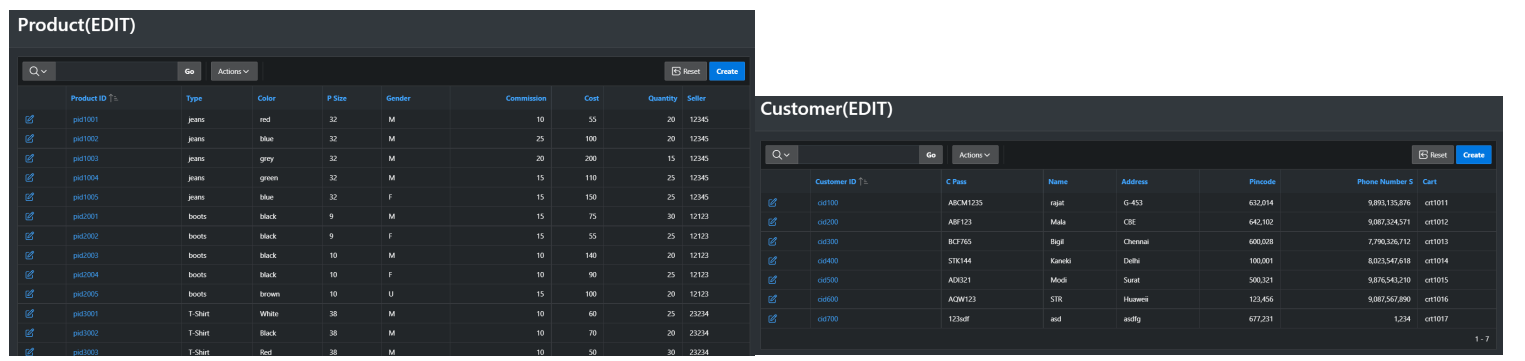 Product(EDIT)
Go Actions Reset Create
Product ID Type Color P Size Gender Commission Cost Quantity Seller
pid1001 jeans red 32 M 10 55 20 12345
pid1002 jeans blue 32 M 25 100 20 12345
pid1003 jeans grey 32 M 20 200 15 12345
pid1004 jeans green 32 M 15 110 25 12345
pid1005 jeans blue 32 F 15 150 25 12345
pid2001 boots black 9 M 15 75 30 12123
pid2002 boots black 9 F 15 55 25 12123
pid2003 boots black 10 M 10 140 20 12123
pid2004 boots black 10 F 10 90 25 12123
pid2005 boots brown 10 U 15 100 20 12123
pid3001 T-Shirt White 38 M 10 60 25 23234
pid3002 T-Shirt Black 38 M 10 70 20 23234
pid3003 T-Shirt Red 38 M 10 50 30 23234
Customer(EDIT)
Go Actions Reset Create
Customer ID C Pass Name Address Pincode Phone Number S Cart
cid100 ABCM1235 rajat G-453 632,014 9,893,135,876 crt1011
cid200 ABF123 Mala CBE 642,102 9,087,324,571 crt1012
cid300 BCF765 Bigil Chennai 600,028 7,790,326,712 crt1013
cid400 STK144 Kaneki Delhi 100,001 8,023,547,618 crt1014
cid500 ADI321 Modi Surat 500,321 9,876,543,210 crt1015
cid600 AQW123 STR Huaweii 123,456 9,087,567,890 crt1016
cid700 123sdf asd asdfg 677,231 1,234 crt1017
1 - 7